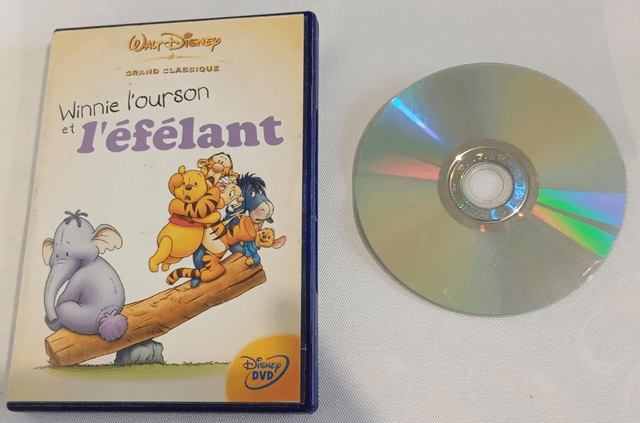 WALT DISNEY
GRAND CLASSIQUE
Winnie l'ourson
et l'éfélant
DISNEY
DVD